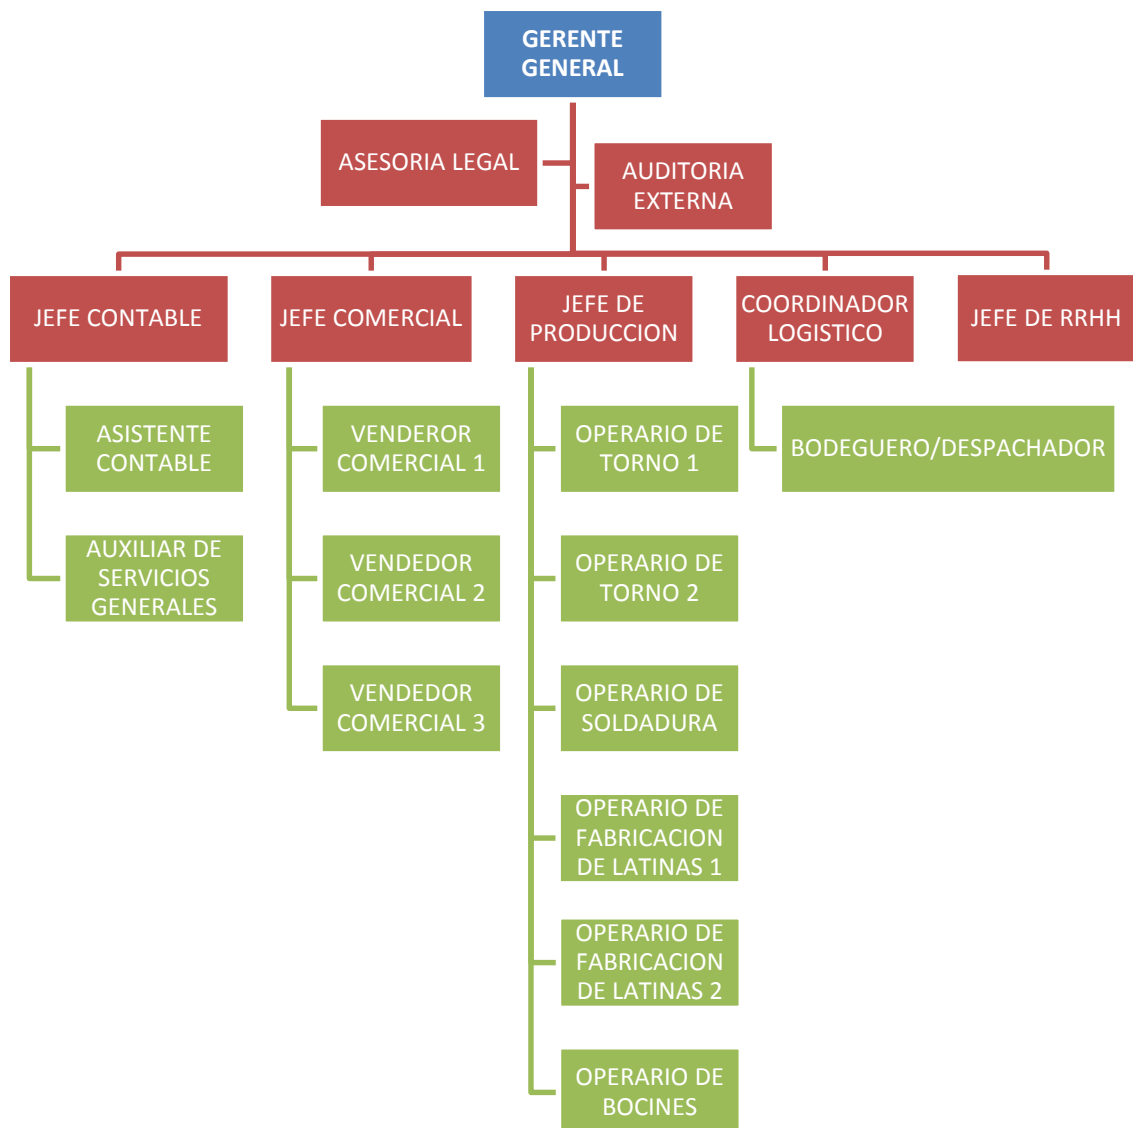 GERENTE
GENERAL
ASESORIA LEGAL
AUDITORIA
EXTERNA
JEFE CONTABLE
JEFE COMERCIAL
JEFE DE
PRODUCCION
COORDINADOR
LOGISTICO
JEFE DE RRHH
ASISTENTE
CONTABLE
AUXILIAR DE
SERVICIOS
GENERALES
VENDEROR
COMERCIAL 1
VENDEDOR
COMERCIAL 2
VENDEDOR
COMERCIAL 3
OPERARIO DE
TORNO 1
OPERARIO DE
TORNO 2
OPERARIO DE
SOLDADURA
OPERARIO DE
FABRICACION
DE LATINAS 1
OPERARIO DE
FABRICACION
DE LATINAS 2
OPERARIO DE
BOCINES
BODEGUERO/DESPACHADOR